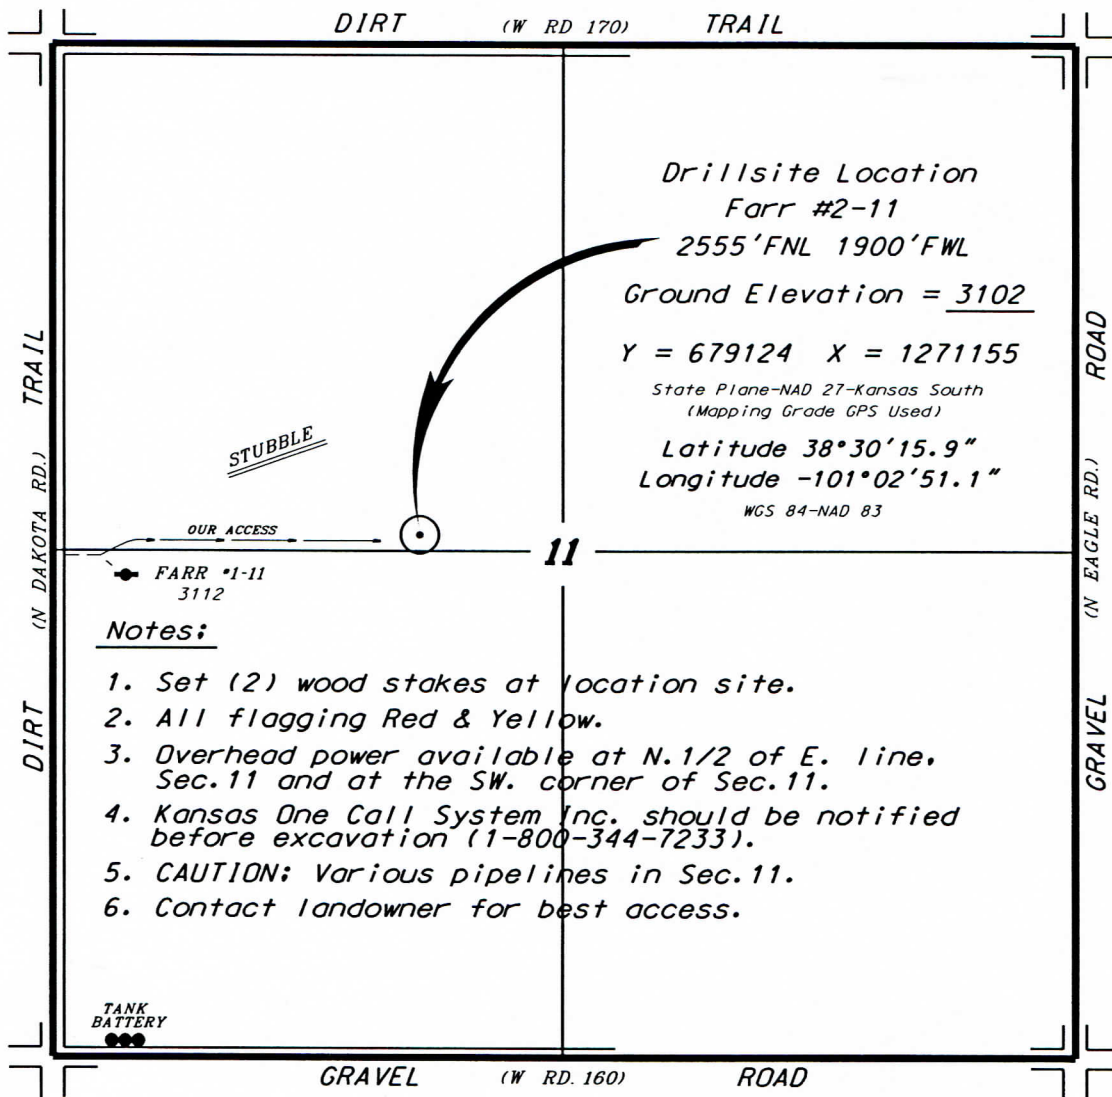 DIRT (W RD 170) TRAIL
Drillsite Location
Farr #2-11
2555'FNL 1900'FWL
Ground Elevation = 3102
Y = 679124 X = 1271155
State Plane-NAD 27-Kansas South
(Mapping Grade GPS Used)
Latitude 38°30'15.9"
Longitude -101°02'51.1"
WGS 84-NAD 83
DIRT (N DAKOTA RD.) TRAIL
GRAVEL (N EAGLE RD.) ROAD
STUBBLE
OUR ACCESS
11
FARR #1-11
3112
Notes:
1. Set (2) wood stakes at location site.
2. All flagging Red & Yellow.
3. Overhead power available at N.1/2 of E. line.
Sec.11 and at the SW. corner of Sec.11.
4. Kansas One Call System Inc. should be notified
before excavation (1-800-344-7233).
5. CAUTION: Various pipelines in Sec.11.
6. Contact landowner for best access.
TANK
BATTERY
GRAVEL (W RD. 160) ROAD